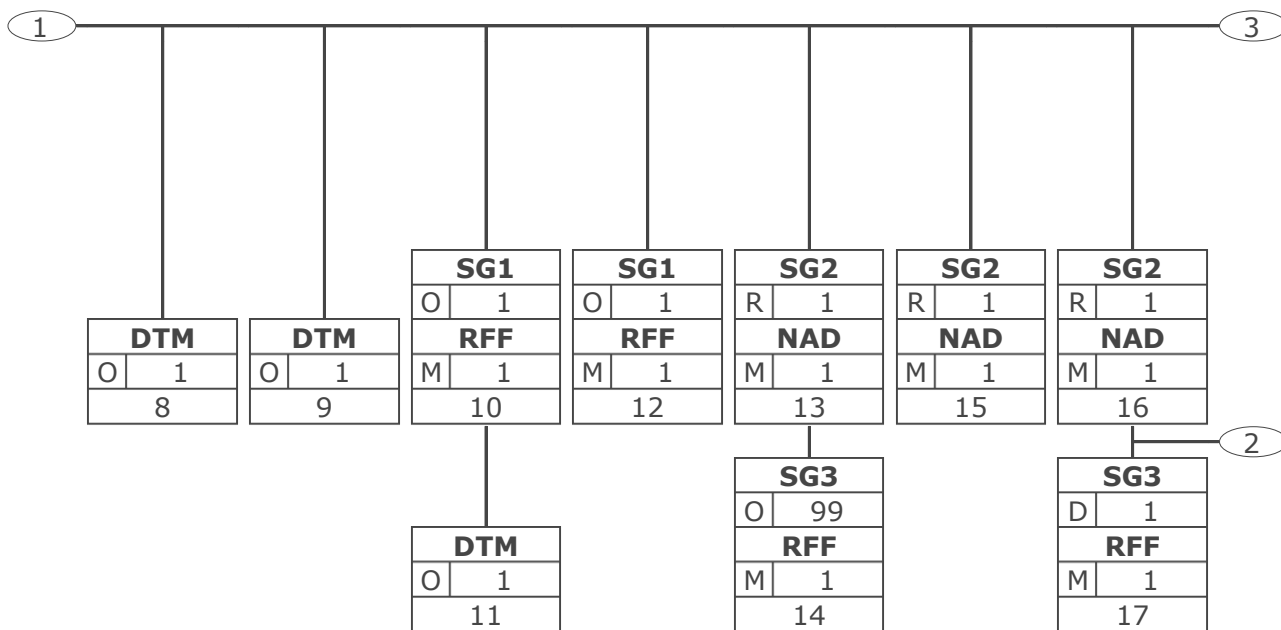 1
3
SG1 SG1 SG2 SG2 SG2
O 1 O 1 R 1 R 1 R 1
DTM DTM RFF RFF NAD NAD NAD
O 1 O 1 M 1 M 1 M 1 M 1 M 1
8 9 10 12 13 15 16
2
SG3 SG3
O 99 D 1
DTM RFF RFF
O 1 M 1 M 1
11 14 17